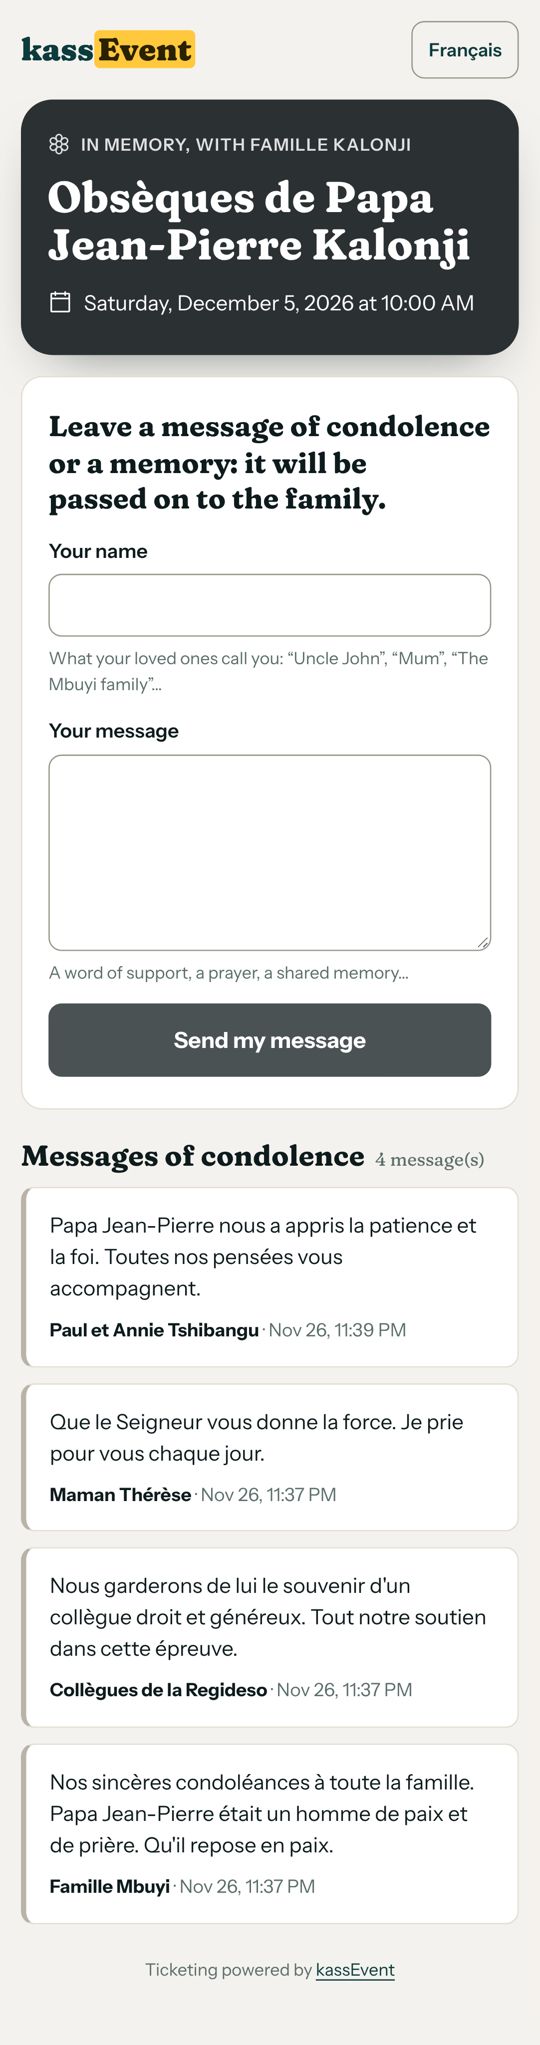 kassEvent
Français
IN MEMORY, WITH FAMILLE KALONJI
Obsèques de Papa
Jean-Pierre Kalonji
Saturday, December 5, 2026 at 10:00 AM
Leave a message of condolence
or a memory: it will be
passed on to the family.
Your name
What your loved ones call you: “Uncle John”, “Mum”, “The
Mbuyi family”…
Your message
A word of support, a prayer, a shared memory…
Send my message
Messages of condolence 4 message(s)
Papa Jean-Pierre nous a appris la patience et
la foi. Toutes nos pensées vous
accompagnent.
Paul et Annie Tshibangu · Nov 26, 11:39 PM
Que le Seigneur vous donne la force. Je prie
pour vous chaque jour.
Maman Thérèse · Nov 26, 11:37 PM
Nous garderons de lui le souvenir d'un
collègue droit et généreux. Tout notre soutien
dans cette épreuve.
Collègues de la Regideso · Nov 26, 11:37 PM
Nos sincères condoléances à toute la famille.
Papa Jean-Pierre était un homme de paix et
de prière. Qu'il repose en paix.
Famille Mbuyi · Nov 26, 11:37 PM
Ticketing powered by kassEvent